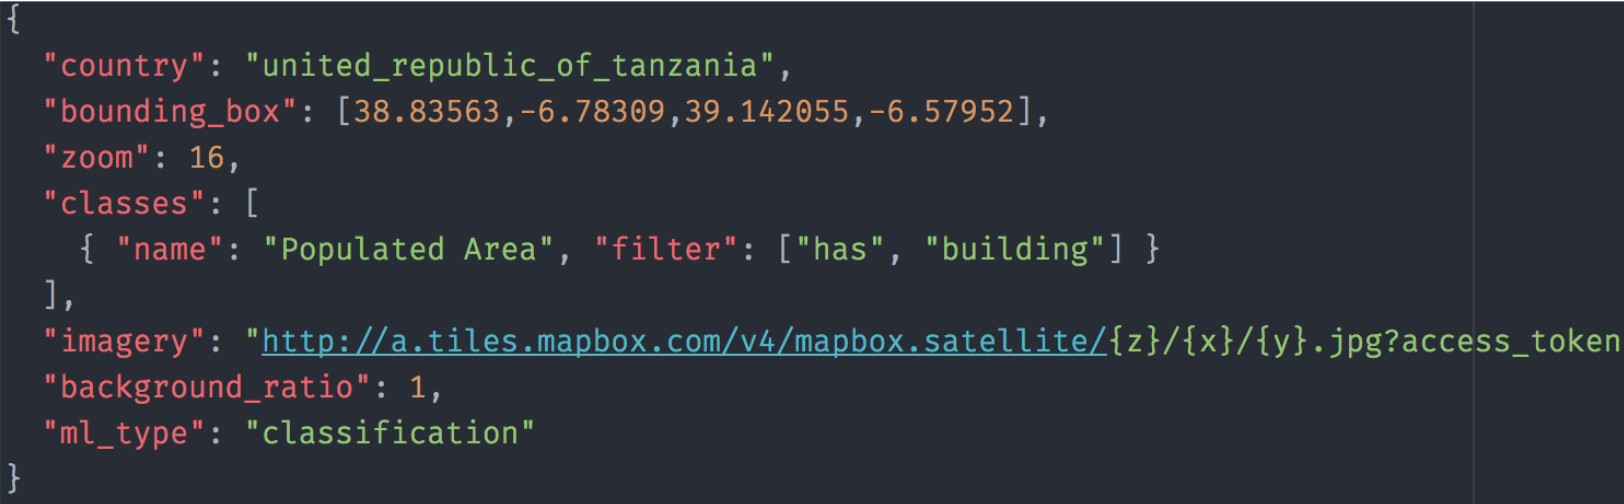 {
"country": "united_republic_of_tanzania",
"bounding_box": [38.83563,-6.78309,39.142055,-6.57952],
"zoom": 16,
"classes": [
{ "name": "Populated Area", "filter": ["has", "building"] }
],
"imagery": "http://a.tiles.mapbox.com/v4/mapbox.satellite/{z}/{x}/{y}.jpg?access_token
"background_ratio": 1,
"ml_type": "classification"
}